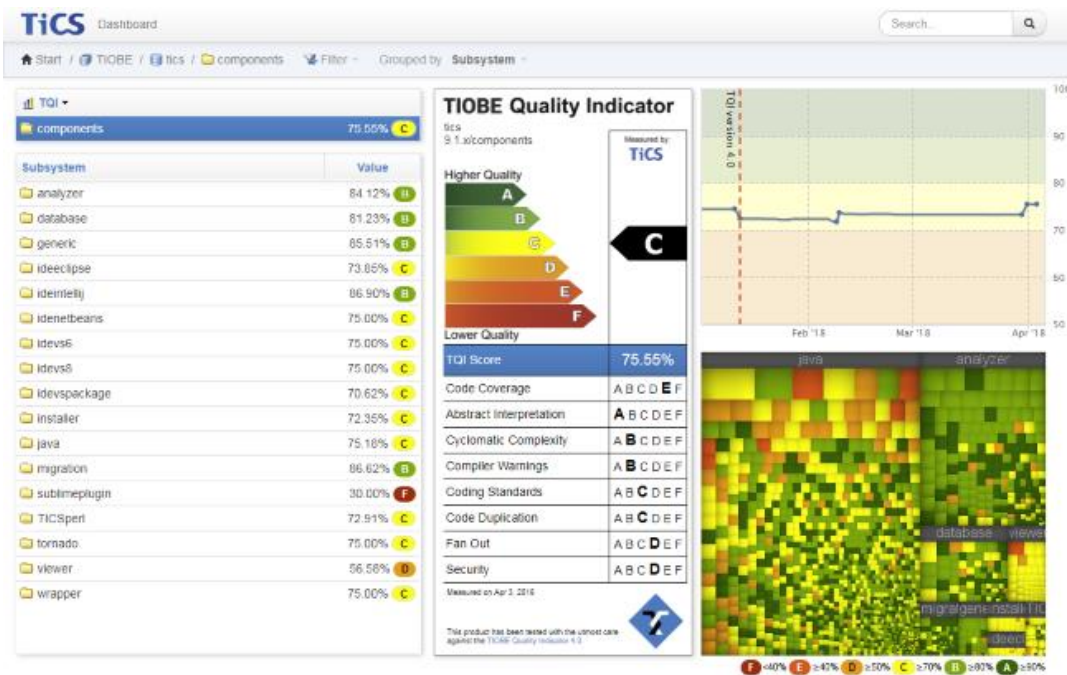 TiCS Dashboard
Search...
Start / TIOBE / tics / components Filter Grouped by Subsystem
TQI
components 75.55% C
Subsystem Value
analyzer 84.12% B
database 81.23% B
generic 85.51% B
ideeclipse 73.85% C
ideintellij 86.90% B
idenetbeans 75.00% C
idevs6 75.00% C
idevs8 75.00% C
idevspackage 70.62% C
installer 72.35% C
java 75.18% C
migration 86.62% B
sublimeplugin 30.00% F
TICSperl 72.91% C
tornado 75.00% C
viewer 56.58% D
wrapper 75.00% C
TIOBE Quality Indicator
tics
9.1.x/components
Measured by:
TiCS
Higher Quality
A
B
C
D
E
F
C
Lower Quality
TQI Score 75.55%
Code Coverage A B C D E F
Abstract Interpretation A B C D E F
Cyclomatic Complexity A B C D E F
Compiler Warnings A B C D E F
Coding Standards A B C D E F
Code Duplication A B C D E F
Fan Out A B C D E F
Security A B C D E F
Measured on Apr 3, 2018
This product has been tested with the utmost care
against the TIOBE Quality Indicator 4.0
TQI version 4.0
100
90
80
70
60
50
Feb '18 Mar '18 Apr '18
java analyzer
database viewer
F <40% E ≥40% D ≥50% C ≥70% B ≥80% A ≥90%